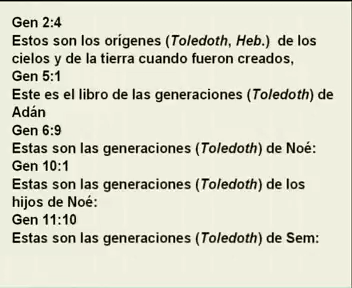 Gen 2:4
Estos son los orígenes (Toledoth, Heb.) de los
cielos y de la tierra cuando fueron creados,
Gen 5:1
Este es el libro de las generaciones (Toledoth) de
Adán
Gen 6:9
Estas son las generaciones (Toledoth) de Noé:
Gen 10:1
Estas son las generaciones (Toledoth) de los
hijos de Noé:
Gen 11:10
Estas son las generaciones (Toledoth) de Sem: